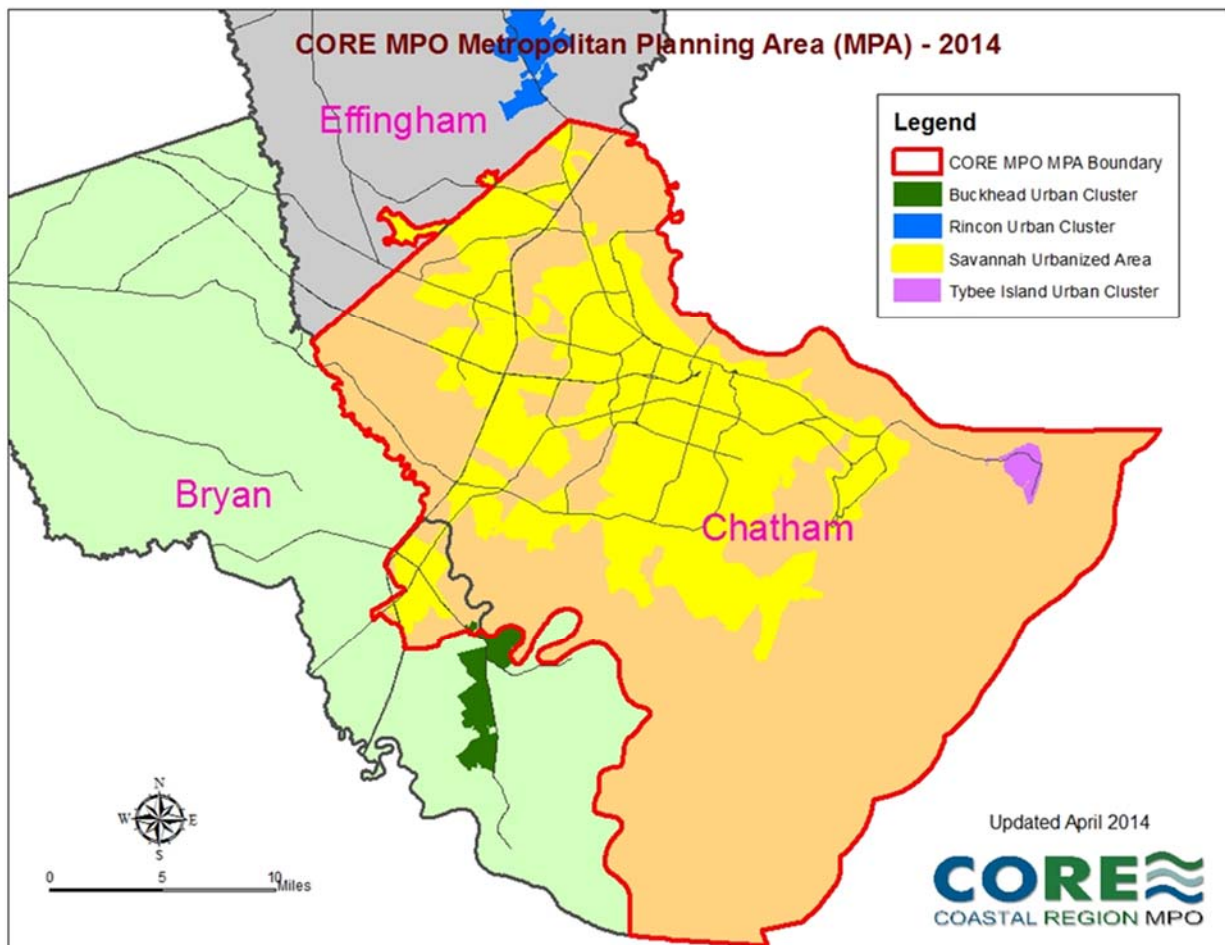 CORE MPO Metropolitan Planning Area (MPA) - 2014
Effingham
Legend
CORE MPO MPA Boundary
Buckhead Urban Cluster
Rincon Urban Cluster
Savannah Urbanized Area
Tybee Island Urban Cluster
Bryan
Chatham
N
W E
S
0 5 10
Miles
Updated April 2014
CORE
COASTAL REGION MPO